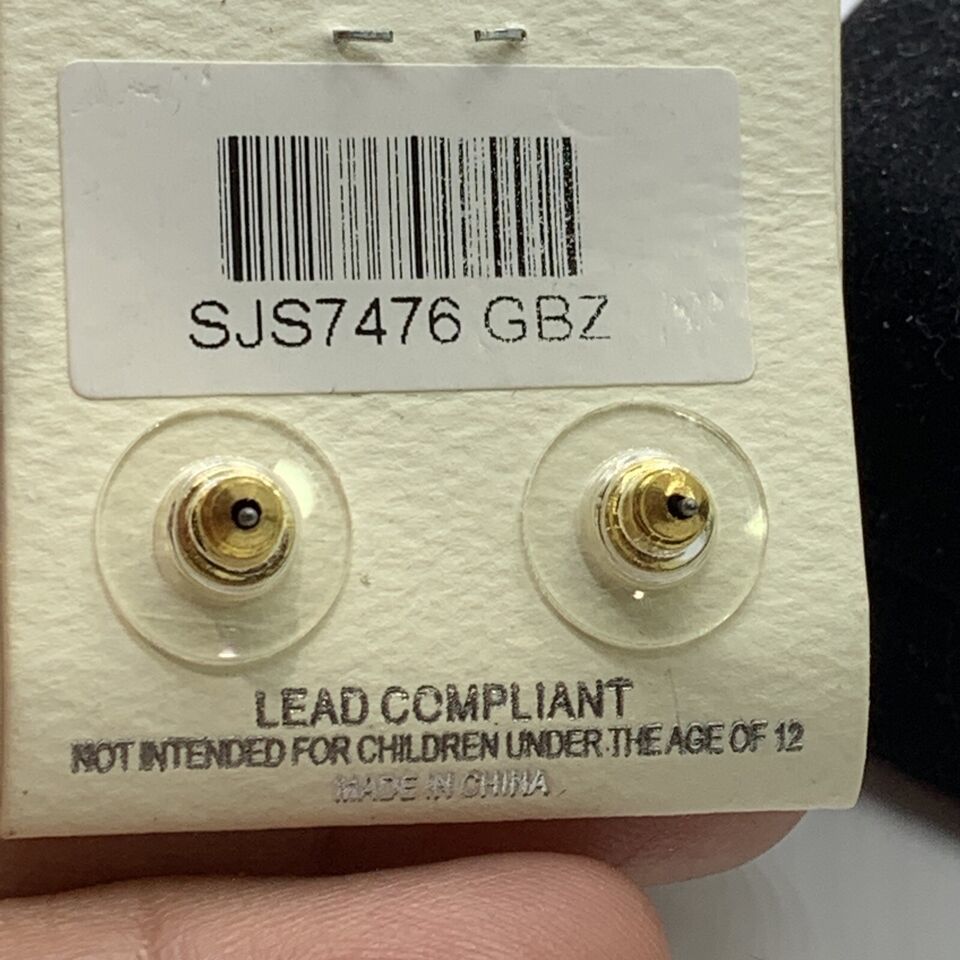 SJS7476 GBZ
LEAD COMPLIANT
NOT INTENDED FOR CHILDREN UNDER THE AGE OF 12
MADE IN CHINA